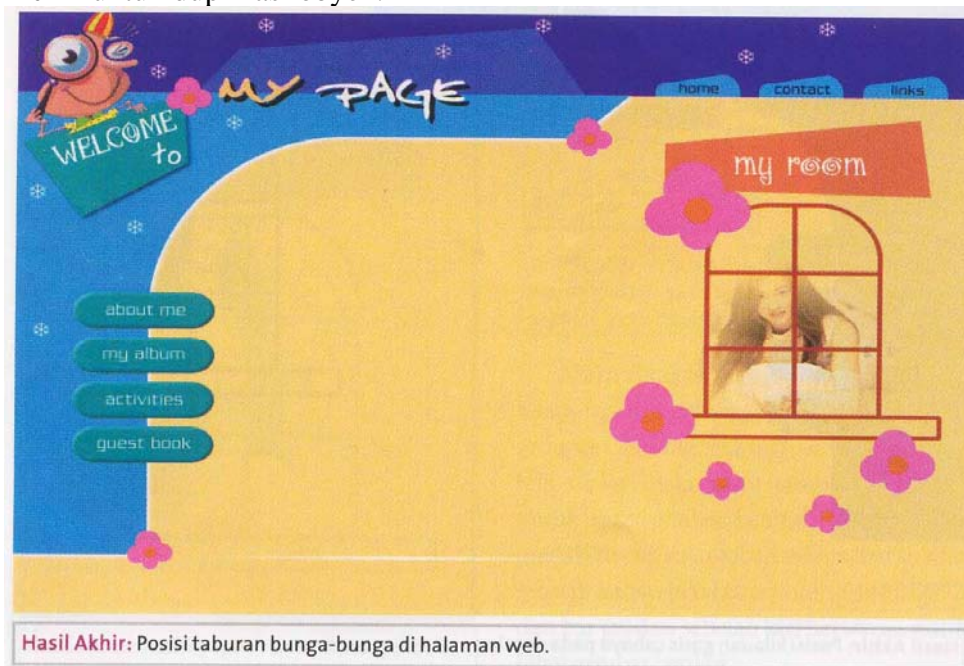 MY PAGE
home contact links
WELCOME
to
my room
about me
my album
activities
guest book
Hasil Akhir: Posisi taburan bunga-bunga di halaman web.